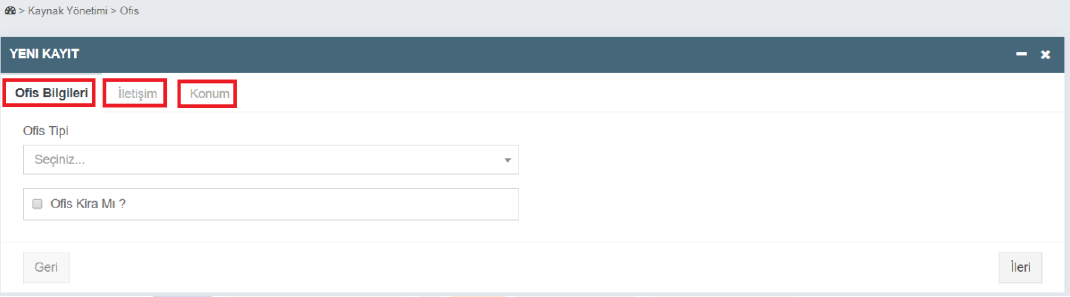 > Kaynak Yönetimi > Ofis
YENI KAYIT
Ofis Bilgileri İletişim Konum
Ofis Tipi
Seçiniz...
Ofis Kira Mı ?
Geri İleri